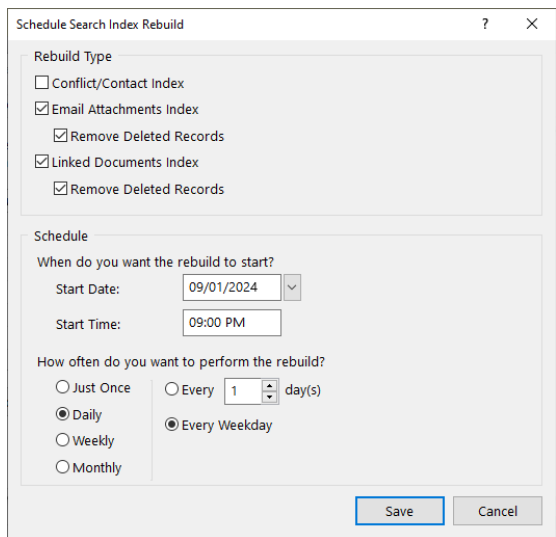 Schedule Search Index Rebuild
Rebuild Type
Conflict/Contact Index
Email Attachments Index
Remove Deleted Records
Linked Documents Index
Remove Deleted Records
Schedule
When do you want the rebuild to start?
Start Date: 09/01/2024
Start Time: 09:00 PM
How often do you want to perform the rebuild?
Just Once
Every 1 day(s)
Daily
Every Weekday
Weekly
Monthly
Save Cancel